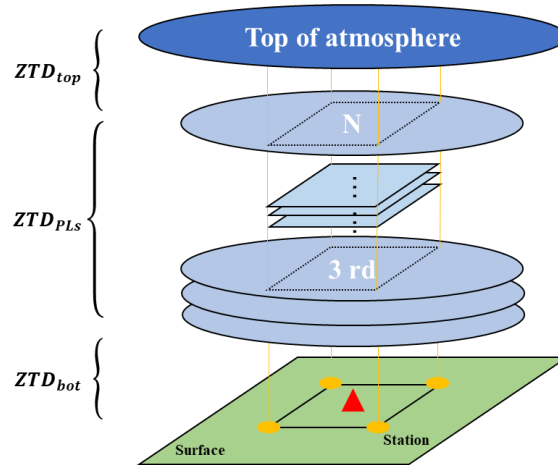 Top of atmosphere
ZTD_top
N
⋮
ZTD_PLs
⋮
3 rd
ZTD_bot
Surface
Station